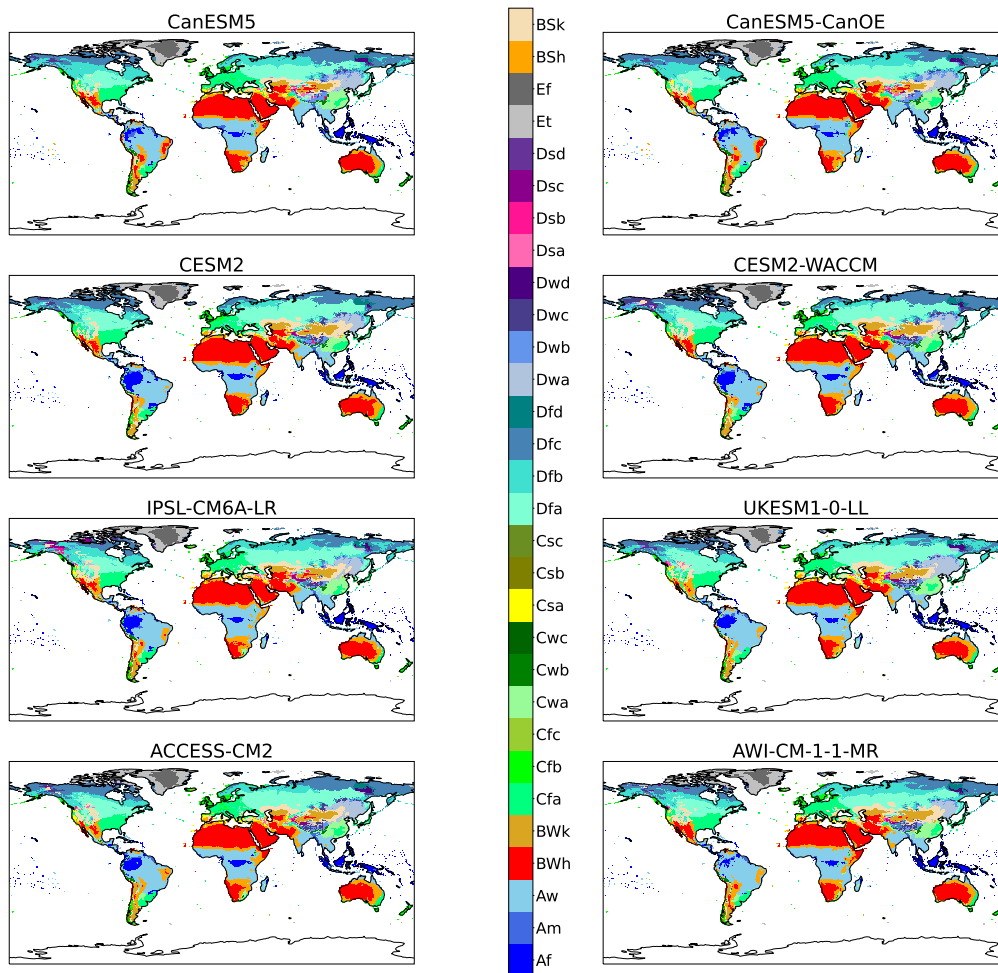 CanESM5
CanESM5-CanOE
CESM2
CESM2-WACCM
IPSL-CM6A-LR
UKESM1-0-LL
ACCESS-CM2
AWI-CM-1-1-MR
BSk
BSh
Ef
Et
Dsd
Dsc
Dsb
Dsa
Dwd
Dwc
Dwb
Dwa
Dfd
Dfc
Dfb
Dfa
Csc
Csb
Csa
Cwc
Cwb
Cwa
Cfc
Cfb
Cfa
BWk
BWh
Aw
Am
Af